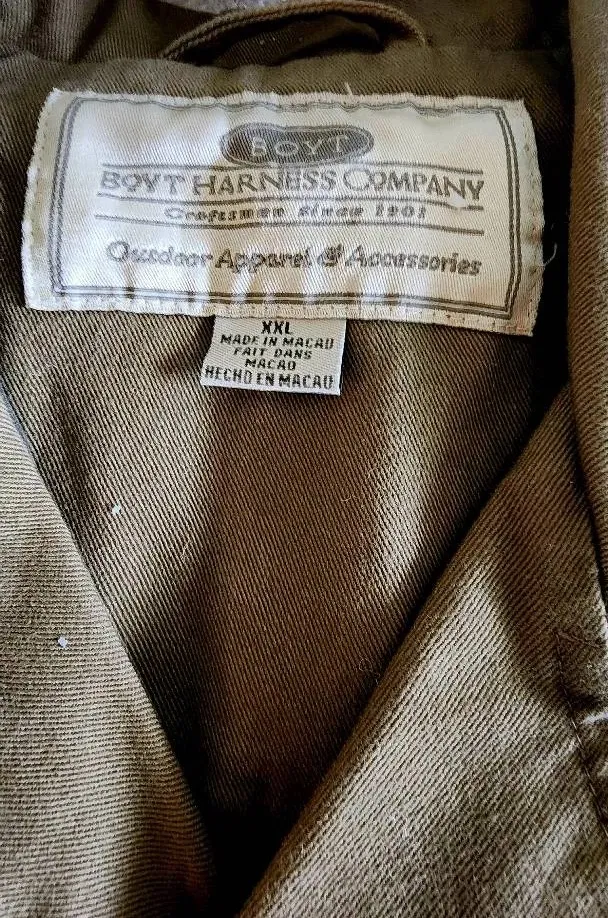 BOYT
BOYT HARNESS COMPANY
Craftsmen since 1901
Outdoor Apparel & Accessories
XXL
MADE IN MACAU
FAIT DANS
MACAO
HECHO EN MACAU